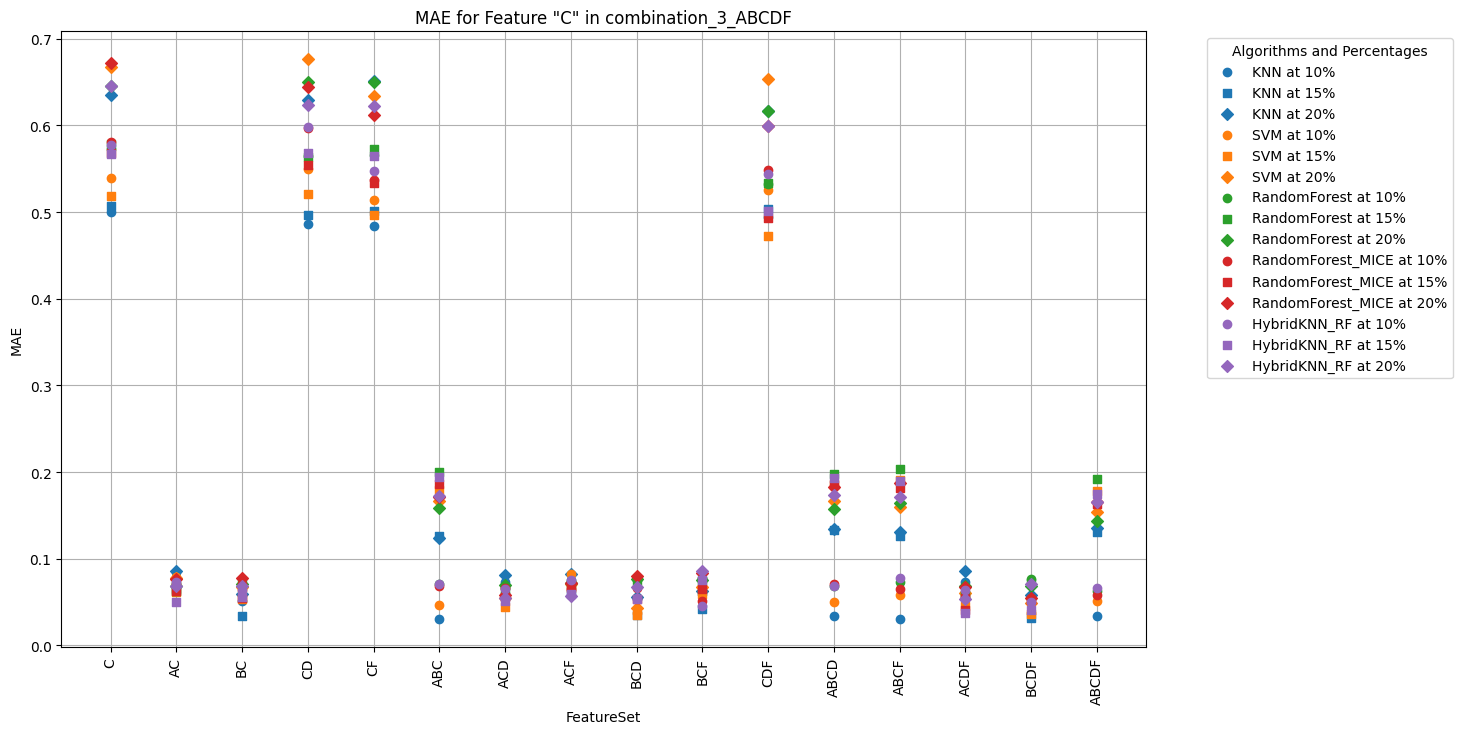 MAE for Feature "C" in combination_3_ABCDF
MAE
0.7
0.6
0.5
0.4
0.3
0.2
0.1
0.0
C
AC
BC
CD
CF
ABC
ACD
ACF
BCD
BCF
CDF
ABCD
ABCF
ACDF
BCDF
ABCDF
FeatureSet
Algorithms and Percentages
KNN at 10%
KNN at 15%
KNN at 20%
SVM at 10%
SVM at 15%
SVM at 20%
RandomForest at 10%
RandomForest at 15%
RandomForest at 20%
RandomForest_MICE at 10%
RandomForest_MICE at 15%
RandomForest_MICE at 20%
HybridKNN_RF at 10%
HybridKNN_RF at 15%
HybridKNN_RF at 20%